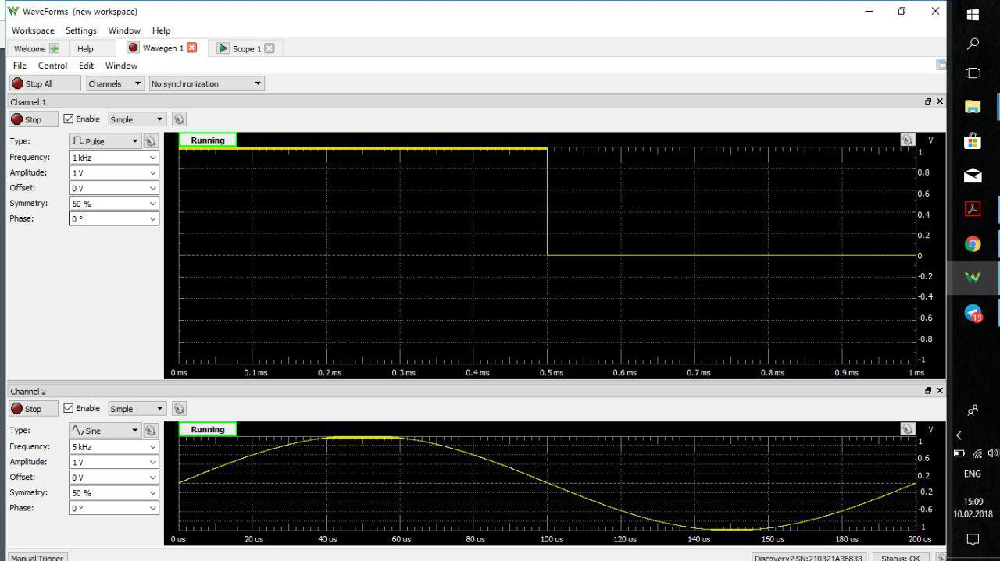 WaveForms (new workspace)
Workspace Settings Window Help
Welcome Help Wavegen 1 Scope 1
File Control Edit Window
Stop All Channels No synchronization
Channel 1
Stop Enable Simple
Type: Pulse
Frequency: 1 kHz
Amplitude: 1 V
Offset: 0 V
Symmetry: 50 %
Phase: 0 °
Running V
1
0.8
0.6
0.4
0.2
0
-0.2
-0.4
-0.6
-0.8
-1
0 ms 0.1 ms 0.2 ms 0.3 ms 0.4 ms 0.5 ms 0.6 ms 0.7 ms 0.8 ms 0.9 ms 1 ms
Channel 2
Stop Enable Simple
Type: Sine
Frequency: 5 kHz
Amplitude: 1 V
Offset: 0 V
Symmetry: 50 %
Phase: 0 °
Running V
1
0.6
0.2
-0.2
-0.6
-1
0 us 20 us 40 us 60 us 80 us 100 us 120 us 140 us 160 us 180 us 200 us
Manual Trigger Discovery2 SN:210321A36833 Status: OK
19
ENG
15:09
10.02.2018